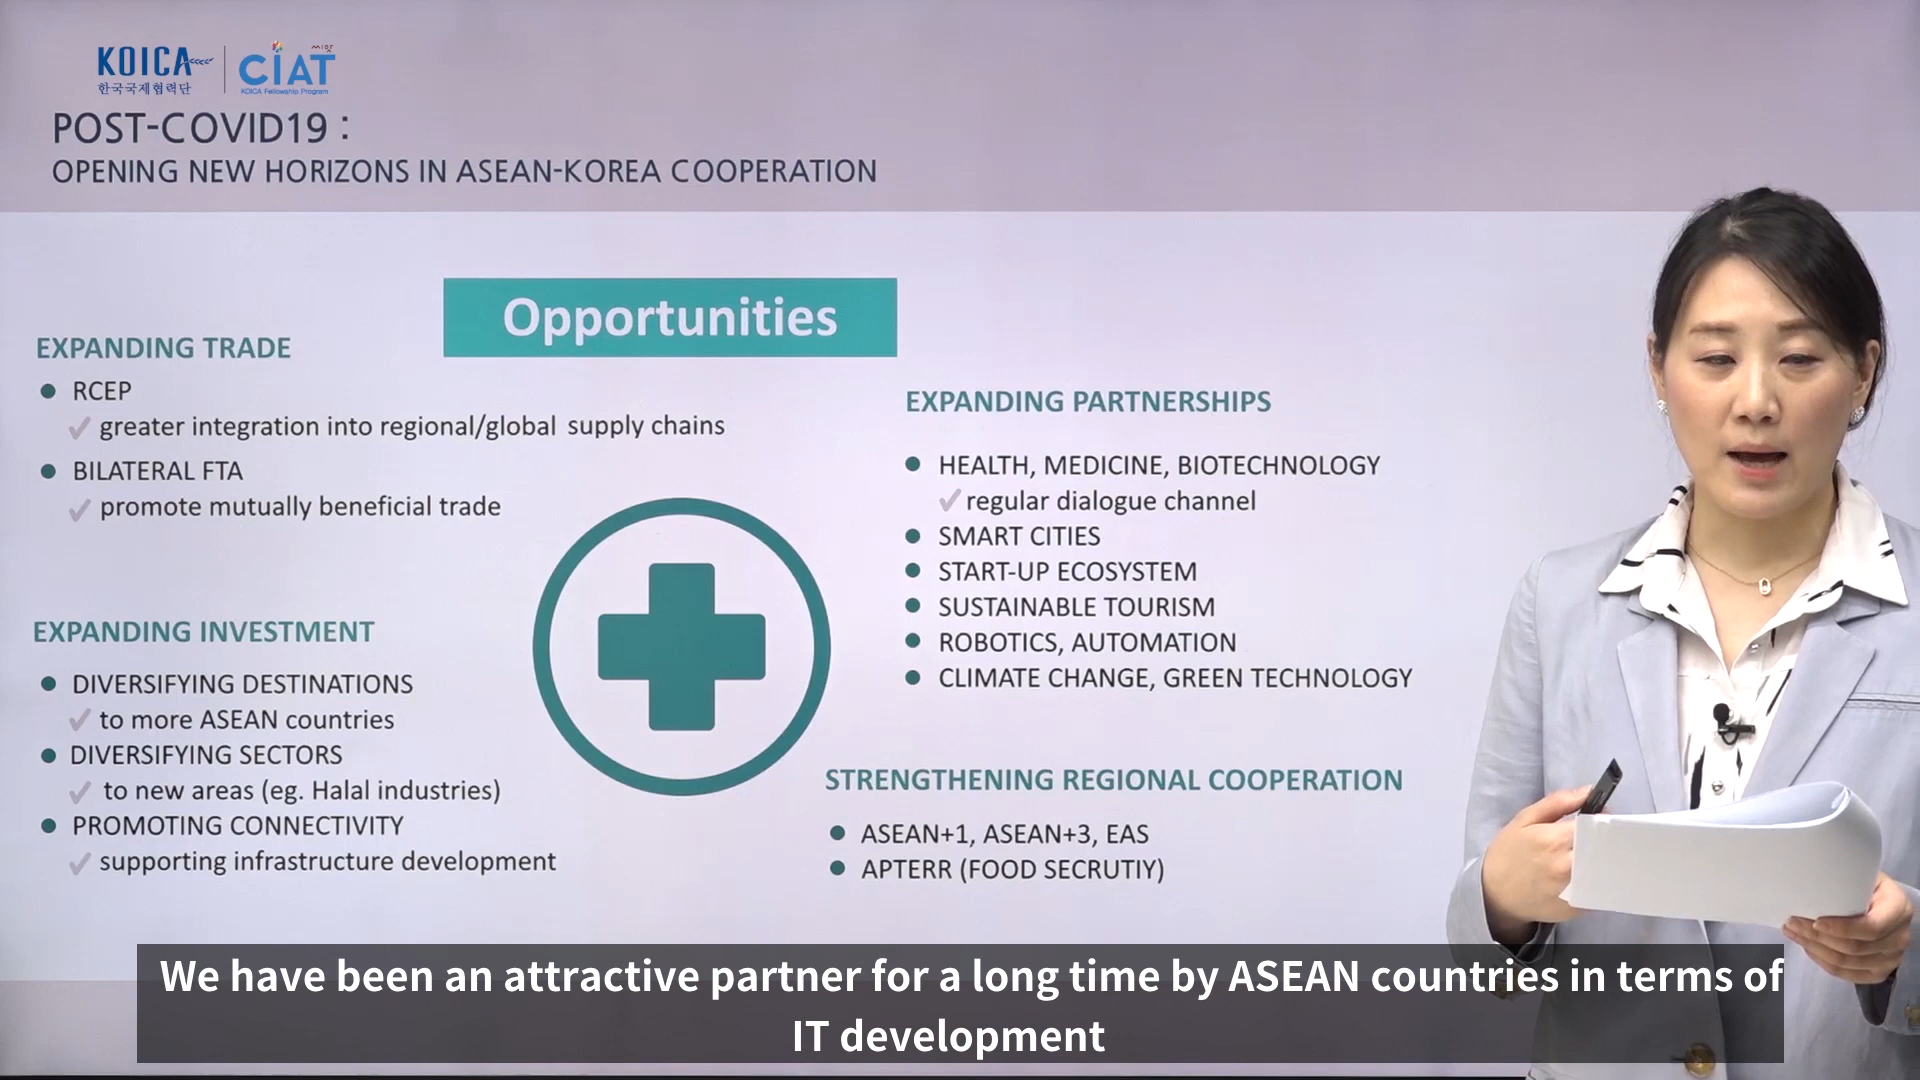 KOICA
한국국제협력단
CIAT
KOICA Fellowship Program
POST-COVID19 :
OPENING NEW HORIZONS IN ASEAN-KOREA COOPERATION
Opportunities
EXPANDING TRADE
RCEP
greater integration into regional/global supply chains
BILATERAL FTA
promote mutually beneficial trade
EXPANDING INVESTMENT
DIVERSIFYING DESTINATIONS
to more ASEAN countries
DIVERSIFYING SECTORS
to new areas (eg. Halal industries)
PROMOTING CONNECTIVITY
supporting infrastructure development
EXPANDING PARTNERSHIPS
HEALTH, MEDICINE, BIOTECHNOLOGY
regular dialogue channel
SMART CITIES
START-UP ECOSYSTEM
SUSTAINABLE TOURISM
ROBOTICS, AUTOMATION
CLIMATE CHANGE, GREEN TECHNOLOGY
STRENGTHENING REGIONAL COOPERATION
ASEAN+1, ASEAN+3, EAS
APTERR (FOOD SECRUTIY)
We have been an attractive partner for a long time by ASEAN countries in terms of
IT development